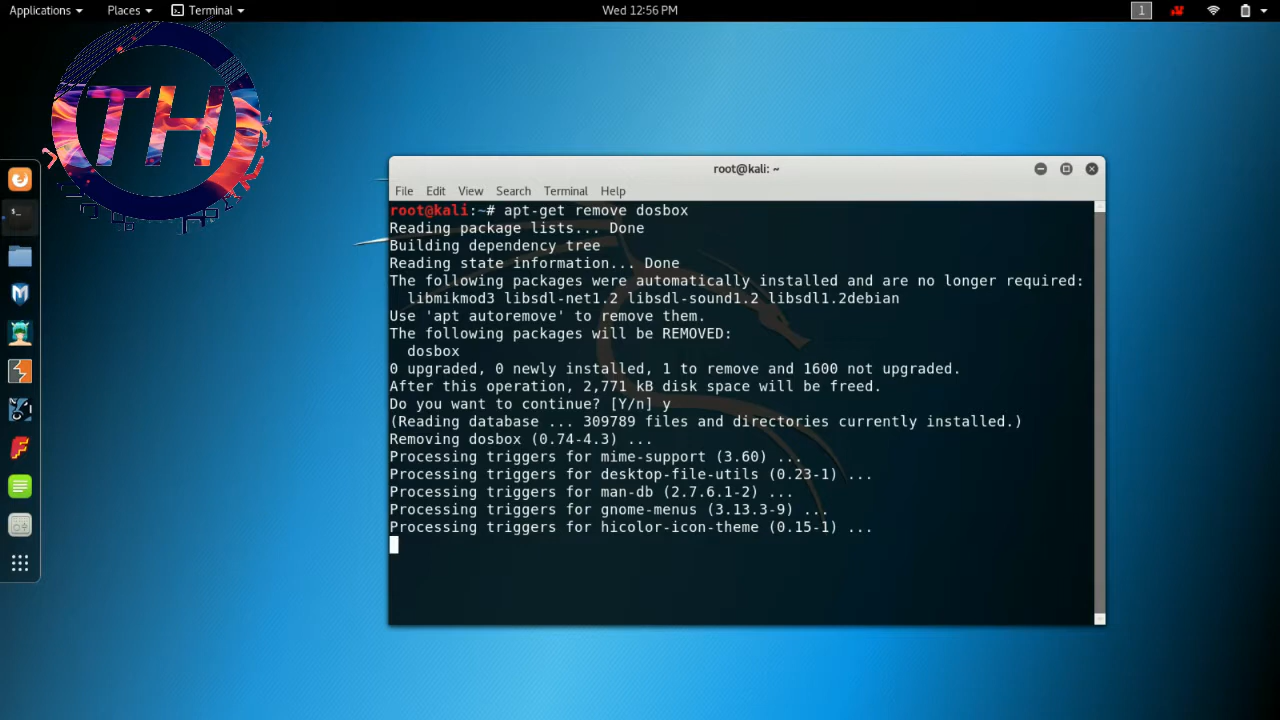 Applications Places Terminal Wed 12:56 PM 1
TH
root@kali: ~
File Edit View Search Terminal Help
root@kali:~# apt-get remove dosbox
Reading package lists... Done
Building dependency tree
Reading state information... Done
The following packages were automatically installed and are no longer required:
libmikmod3 libsdl-net1.2 libsdl-sound1.2 libsdl1.2debian
Use 'apt autoremove' to remove them.
The following packages will be REMOVED:
dosbox
0 upgraded, 0 newly installed, 1 to remove and 1600 not upgraded.
After this operation, 2,771 kB disk space will be freed.
Do you want to continue? [Y/n] y
(Reading database ... 309789 files and directories currently installed.)
Removing dosbox (0.74-4.3) ...
Processing triggers for mime-support (3.60) ...
Processing triggers for desktop-file-utils (0.23-1) ...
Processing triggers for man-db (2.7.6.1-2) ...
Processing triggers for gnome-menus (3.13.3-9) ...
Processing triggers for hicolor-icon-theme (0.15-1) ...